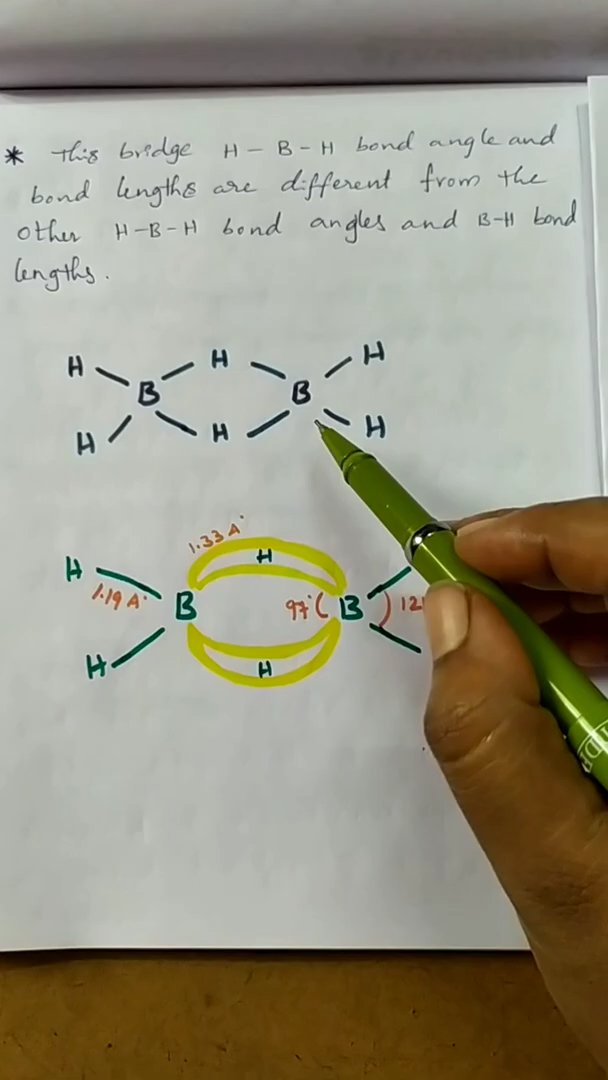 * This bridge H - B - H bond angle and
bond lengths are different from the
other H-B-H bond angles and B-H bond
lengths.
H H H
B B
H H H
1.33 A°
H H
1.19 A° B 97° B 12
H H